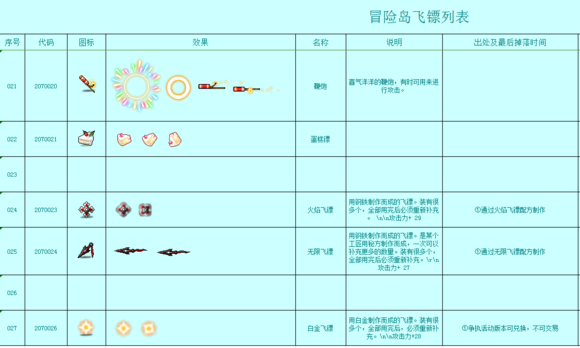 冒险岛飞镖列表
序号 代码 图标 效果 名称 说明 出处及最后掉落时间
021 2070020 鞭炮 喜气洋洋的鞭炮，有时可用来进
行攻击。
022 2070021 蛋糕镖
023
024 2070023 火焰飞镖 用钢铁制作而成的飞镖。装有很
多个，全部用完后必须重新补充
。\n\n攻击力+ 29 ①通过火焰飞镖配方制作
025 2070024 无限飞镖 用钢铁制作而成的飞镖。是某个
工匠用秘方制作而成，一次可以
补充更多的数量。装有很多个，
全部用完后必须重新补充。\r\n
攻击力+ 27 ①通过无限飞镖配方制作
026
027 2070026 白金飞镖 用白金制作而成的飞镖。装有很
多个，全部用完后，必须重新补
充。\n\n攻击力+28 ①争执活动版本可兑换，不可交易